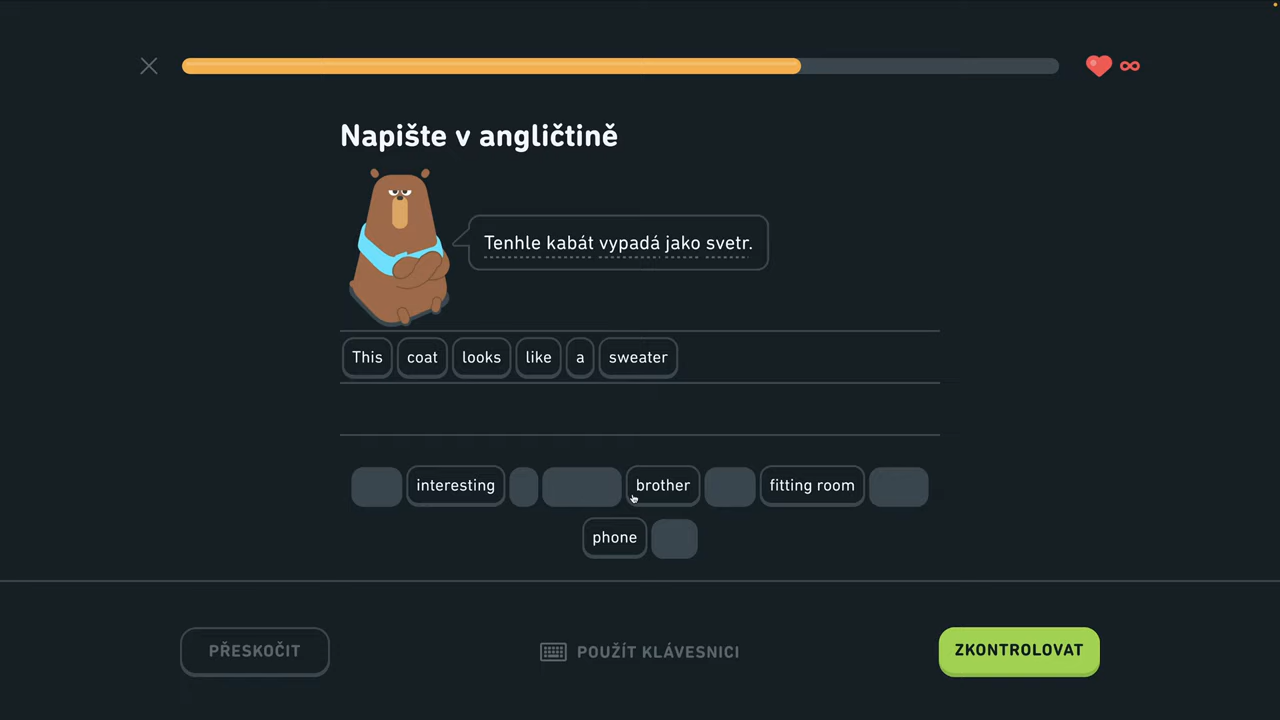 Napište v angličtině
Tenhle kabát vypadá jako svetr.
This coat looks like a sweater
interesting brother fitting room
phone
PŘESKOČIT POUŽÍT KLÁVESNICI ZKONTROLOVAT